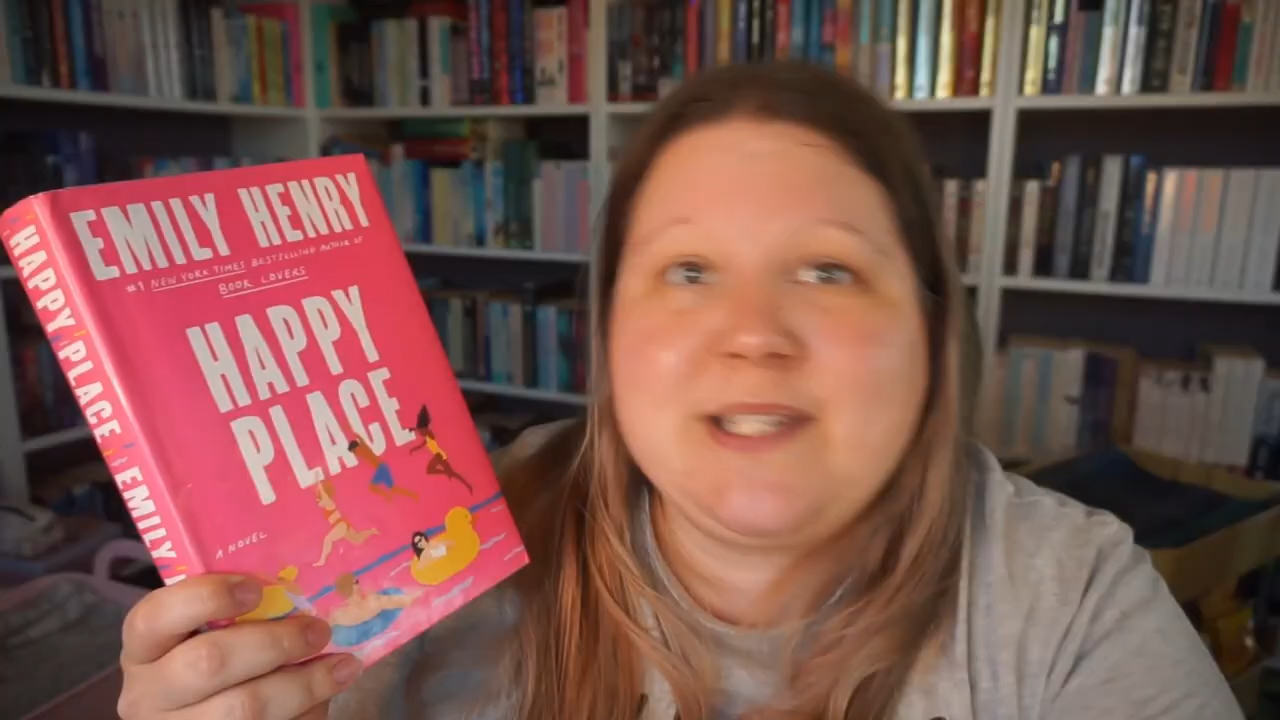 EMILY HENRY
#1 NEW YORK TIMES BESTSELLING AUTHOR OF
BOOK LOVERS
HAPPY
PLACE
A NOVEL
HAPPY PLACE EMILY